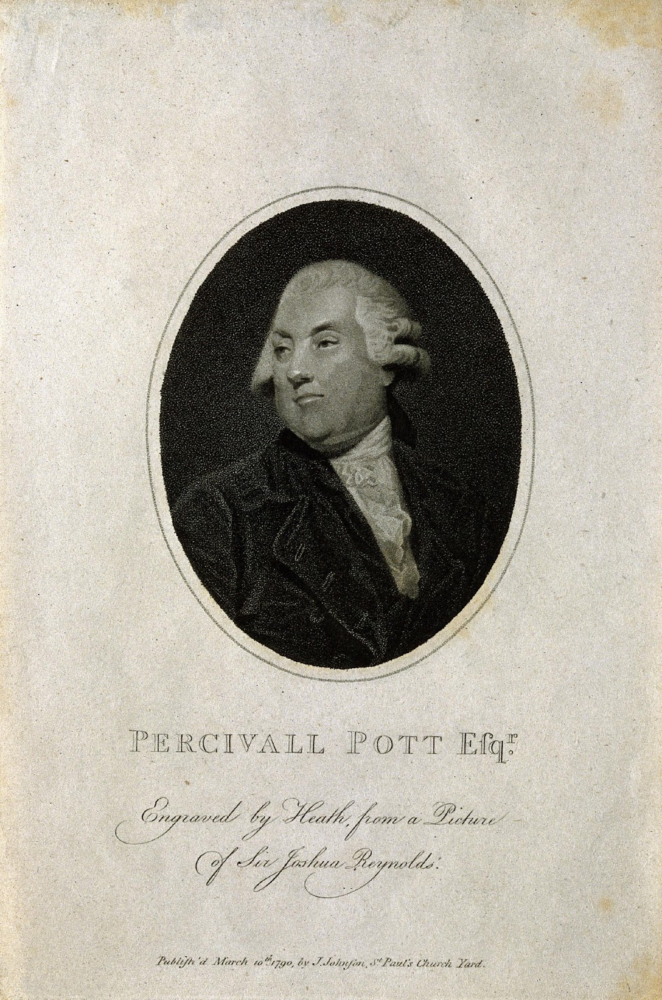 PERCIVALL POTT Eſqr.
Engraved by Heath, from a Picture
of Sir Joshua Reynolds'.
Publiſh'd March 10th. 1790, by J. Johnſon, St. Paul's Church Yard.